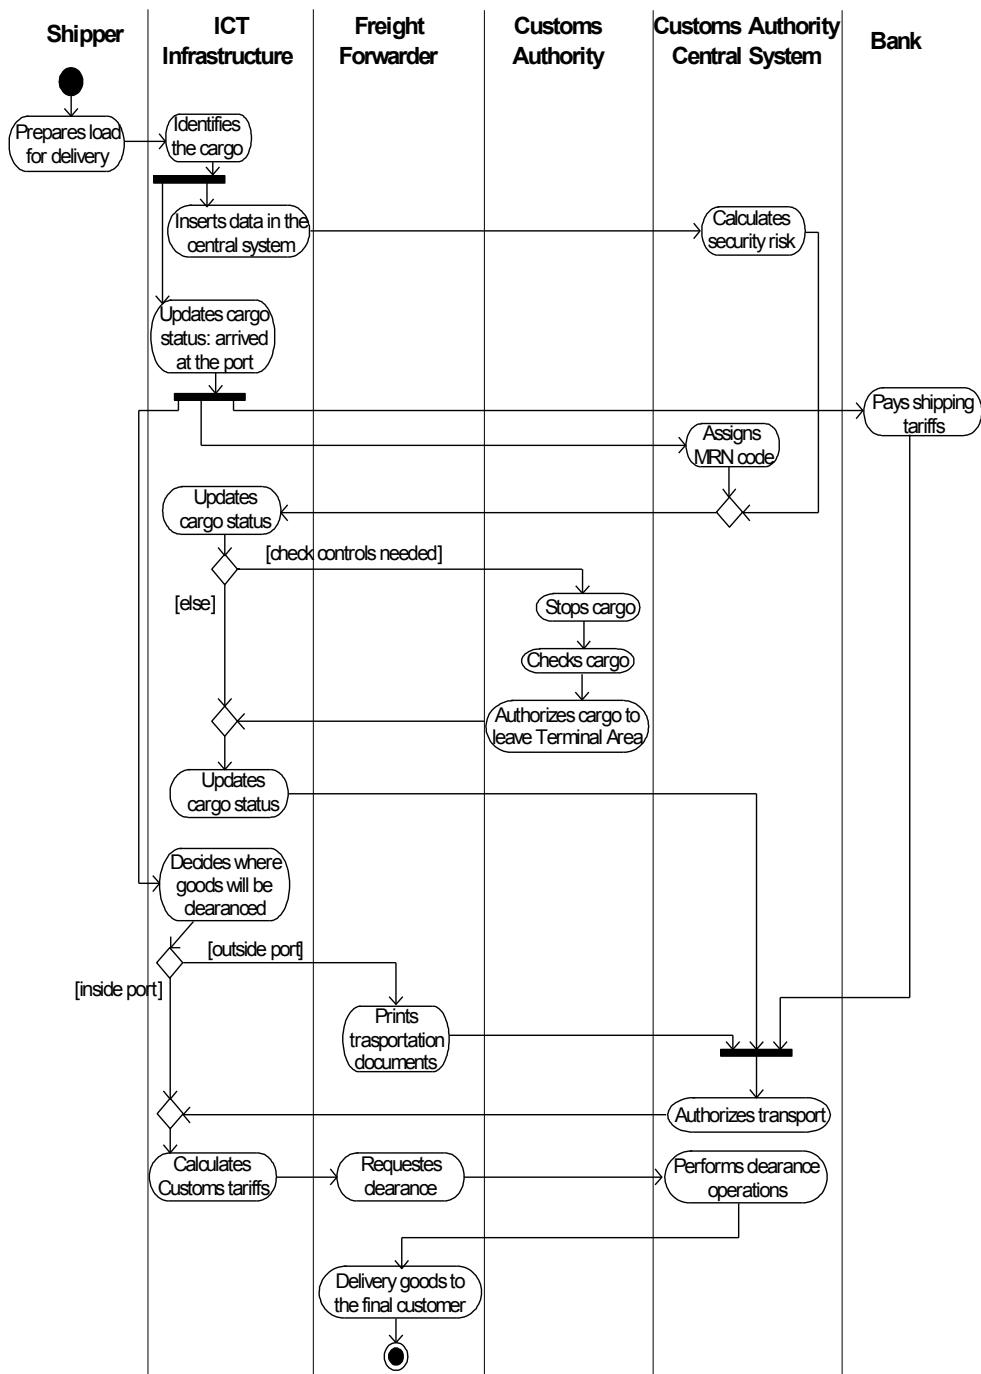 Shipper
ICT
Infrastructure
Freight
Forwarder
Customs
Authority
Customs Authority
Central System
Bank
Prepares load
for delivery
Identifies
the cargo
Inserts data in the
central system
Calculates
security risk
Updates cargo
status: arrived
at the port
Pays shipping
tariffs
Assigns
MRN code
Updates
cargo status
[check controls needed]
[else]
Stops cargo
Checks cargo
Authorizes cargo to
leave Terminal Area
Updates
cargo status
Decides where
goods will be
clearanced
[outside port]
[inside port]
Prints
trasportation
documents
Authorizes transport
Calculates
Customs tariffs
Requestes
clearance
Performs clearance
operations
Delivery goods to
the final customer